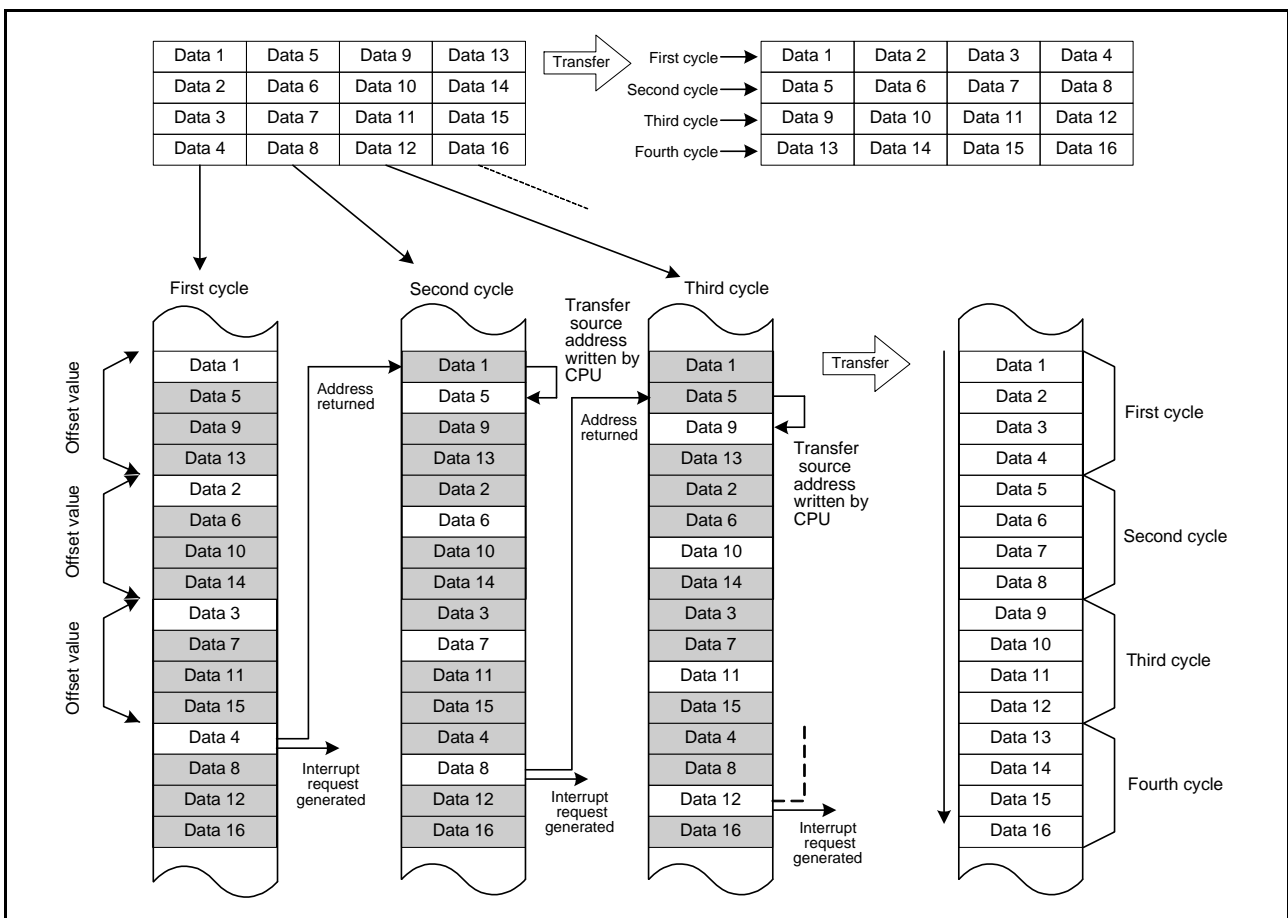 Data 1 Data 5 Data 9 Data 13
Data 2 Data 6 Data 10 Data 14
Data 3 Data 7 Data 11 Data 15
Data 4 Data 8 Data 12 Data 16
Transfer
First cycle Data 1 Data 2 Data 3 Data 4
Second cycle Data 5 Data 6 Data 7 Data 8
Third cycle Data 9 Data 10 Data 11 Data 12
Fourth cycle Data 13 Data 14 Data 15 Data 16
First cycle
Offset value
Offset value
Offset value
Data 1
Data 5
Data 9
Data 13
Data 2
Data 6
Data 10
Data 14
Data 3
Data 7
Data 11
Data 15
Data 4
Data 8
Data 12
Data 16
Address
returned
Interrupt
request
generated
Second cycle
Data 1
Data 5
Data 9
Data 13
Data 2
Data 6
Data 10
Data 14
Data 3
Data 7
Data 11
Data 15
Data 4
Data 8
Data 12
Data 16
Transfer
source
address
written by
CPU
Address
returned
Interrupt
request
generated
Third cycle
Data 1
Data 5
Data 9
Data 13
Data 2
Data 6
Data 10
Data 14
Data 3
Data 7
Data 11
Data 15
Data 4
Data 8
Data 12
Data 16
Transfer
source
address
written by
CPU
Interrupt
request
generated
Transfer
Data 1
Data 2
Data 3
Data 4
First cycle
Data 5
Data 6
Data 7
Data 8
Second cycle
Data 9
Data 10
Data 11
Data 12
Third cycle
Data 13
Data 14
Data 15
Data 16
Fourth cycle